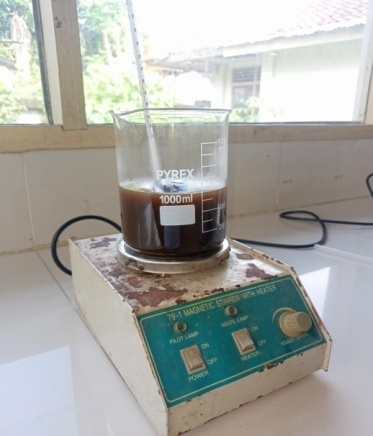 PYREX
1000ml
79-1 MAGNETIC STIRRER WITH HEATER
PILOT LAMP
HEATE LAMP
ON
OFF
POWER
ON
OFF
HEATER